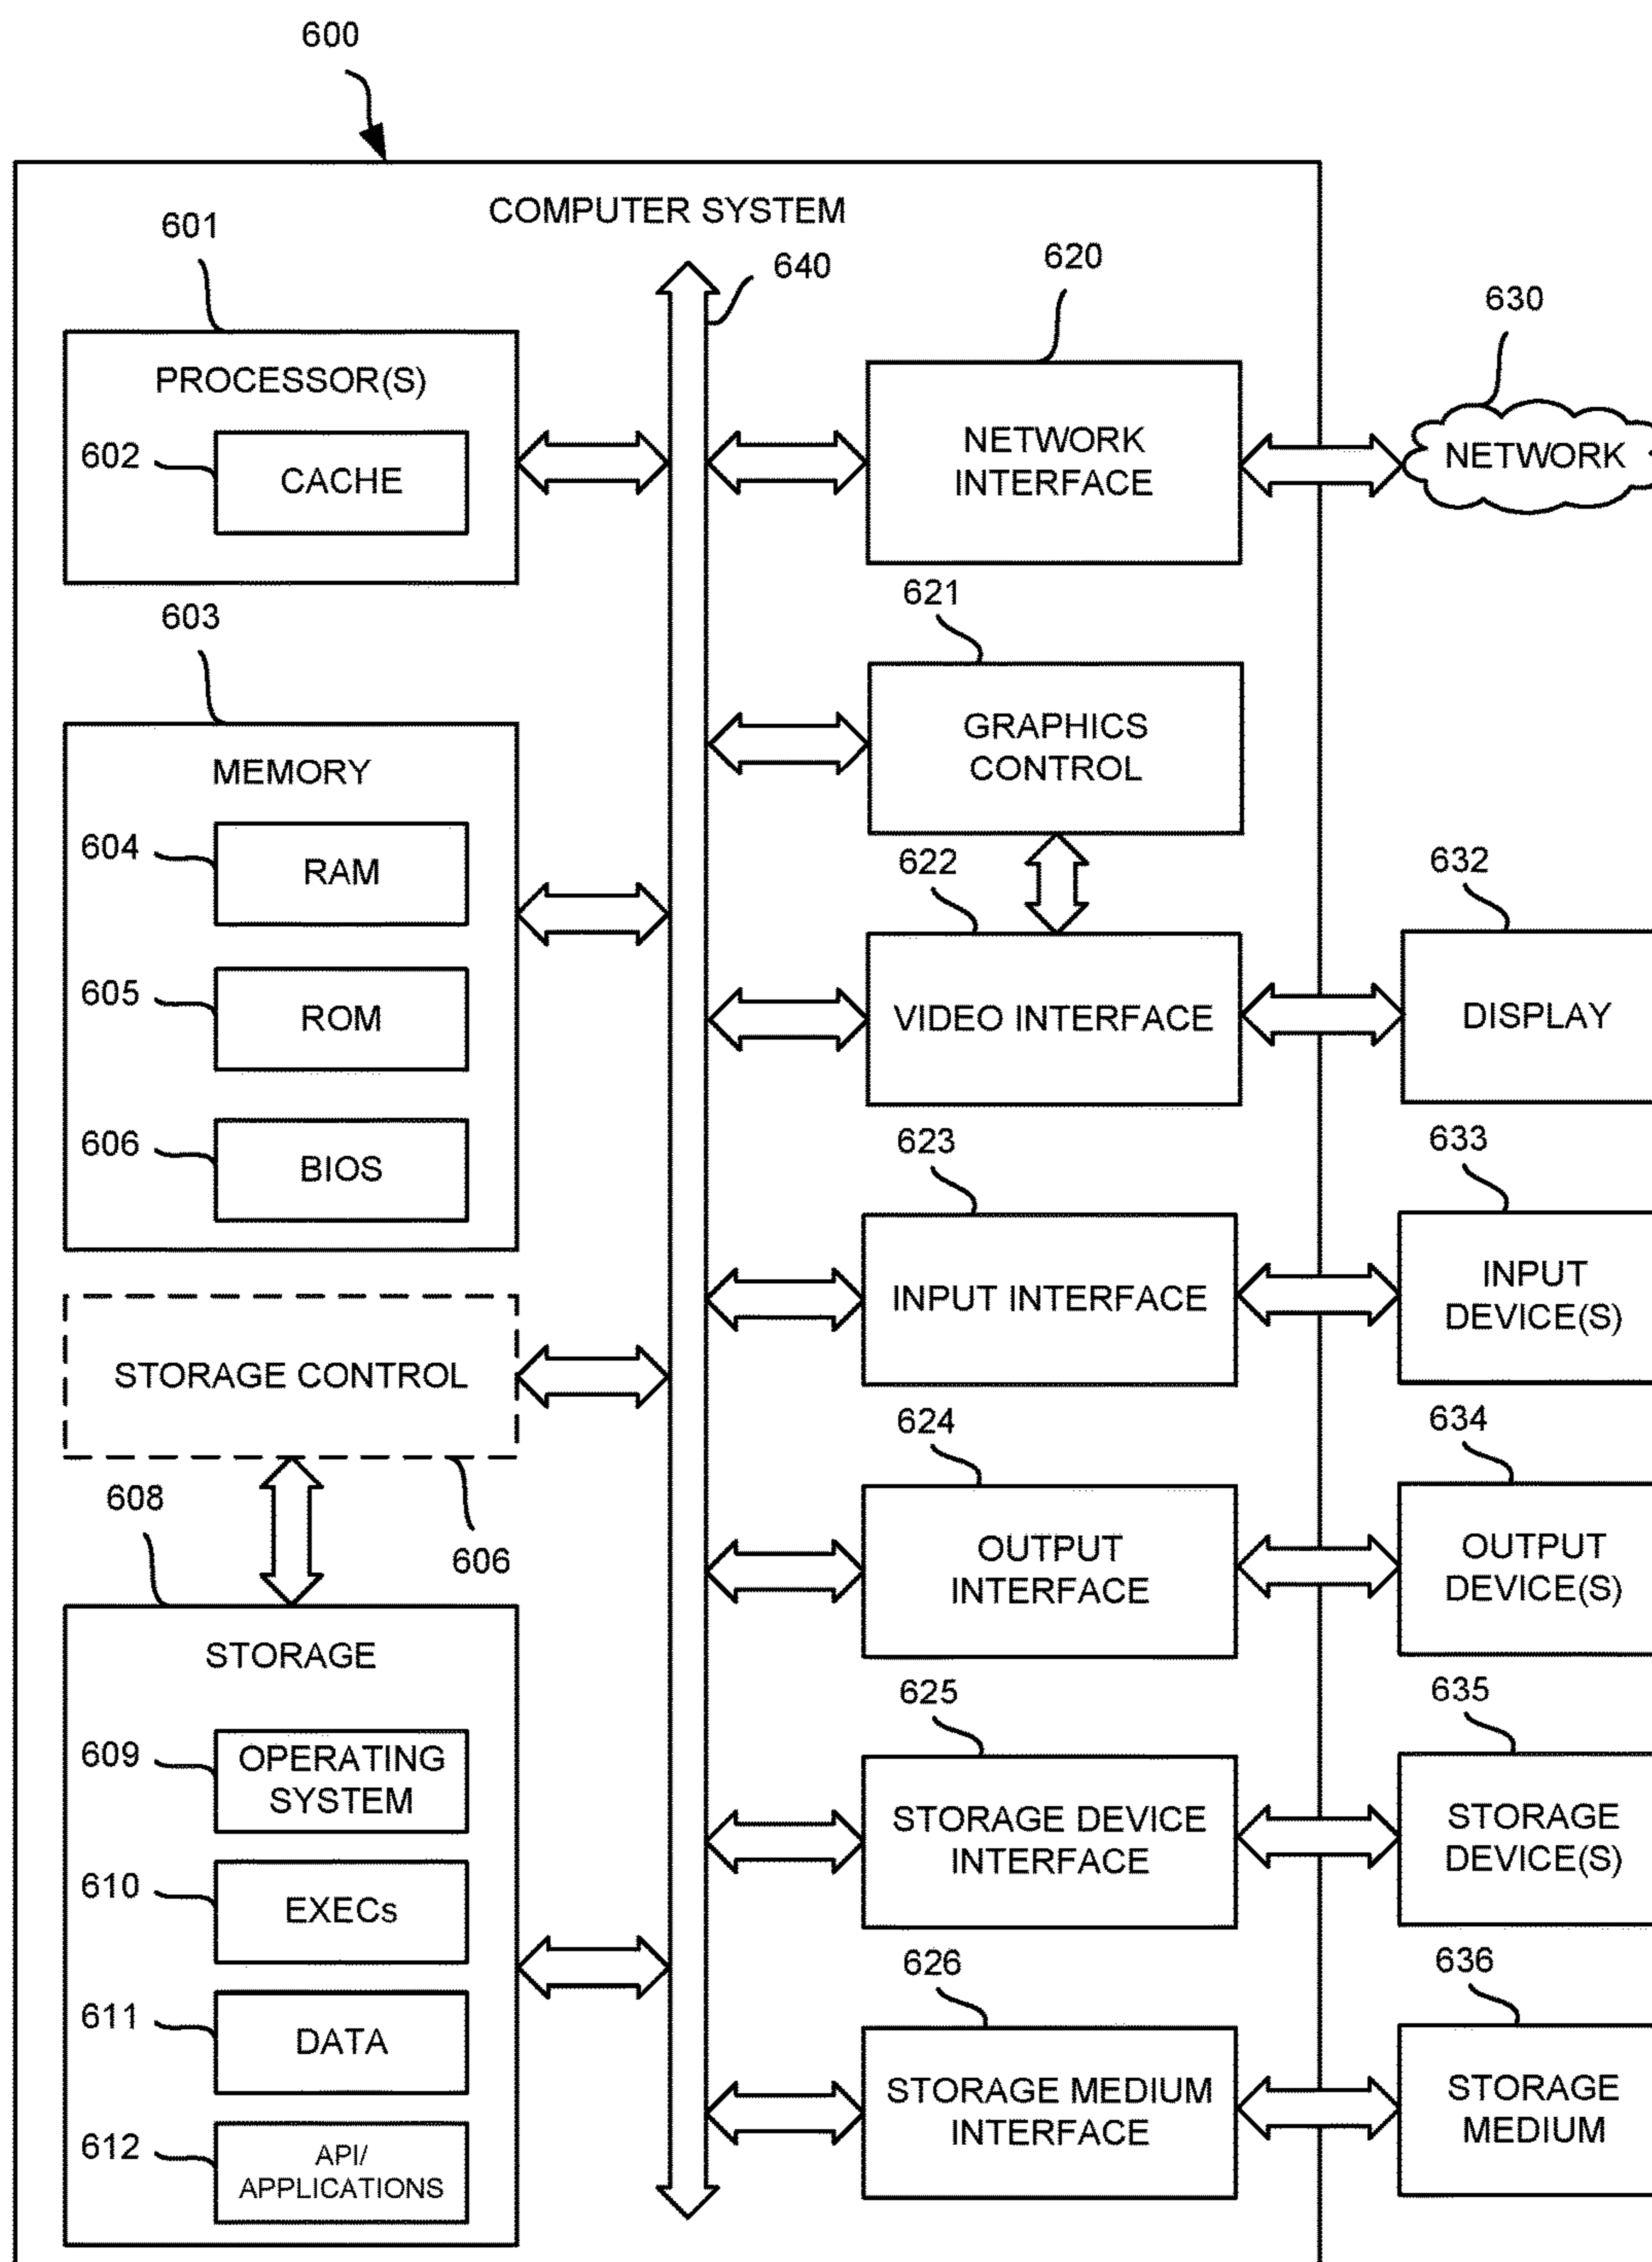 600
COMPUTER SYSTEM
601
640
620
630
PROCESSOR(S)
602
CACHE
NETWORK
INTERFACE
NETWORK
603
621
MEMORY
GRAPHICS
CONTROL
604
RAM
622
632
605
ROM
VIDEO INTERFACE
DISPLAY
606
BIOS
623
633
INPUT INTERFACE
INPUT
DEVICE(S)
STORAGE CONTROL
606
624
634
608
OUTPUT
INTERFACE
OUTPUT
DEVICE(S)
STORAGE
625
635
609
OPERATING
SYSTEM
STORAGE DEVICE
INTERFACE
STORAGE
DEVICE(S)
610
EXECs
626
636
611
DATA
STORAGE MEDIUM
INTERFACE
STORAGE
MEDIUM
612
API/
APPLICATIONS